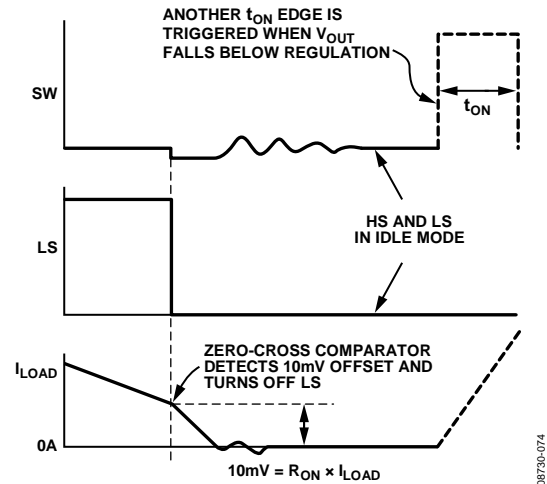 ANOTHER tON EDGE IS
TRIGGERED WHEN VOUT
FALLS BELOW REGULATION
SW
tON
HS AND LS
IN IDLE MODE
LS
ZERO-CROSS COMPARATOR
DETECTS 10mV OFFSET AND
TURNS OFF LS
ILOAD
0A
10mV = RON × ILOAD
08730-074